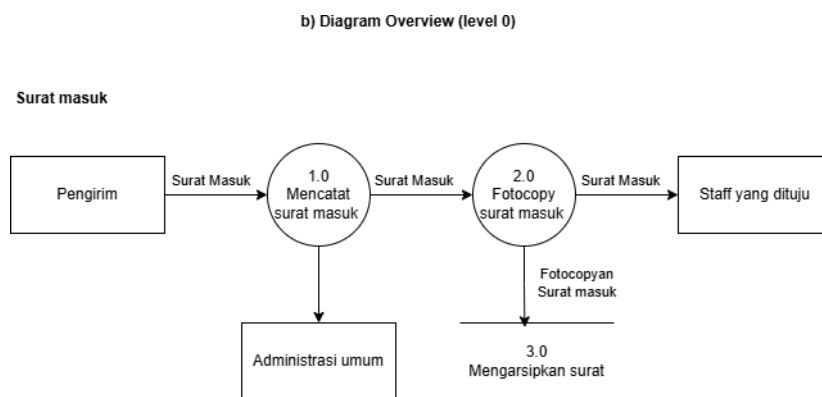 b) Diagram Overview (level 0)
Surat masuk
Pengirim
Surat Masuk
1.0
Mencatat
surat masuk
Surat Masuk
2.0
Fotocopy
surat masuk
Surat Masuk
Staff yang dituju
Fotocopyan
Surat masuk
Administrasi umum
3.0
Mengarsipkan surat